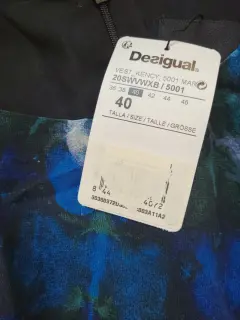 Desigual.
VEST_KENCY, 5001 MAR
20SWVWXB / 5001
36 38 40 42 44 46
40
TALLA / SIZE / TAILLE / GRÖSSE
8 44 40/2